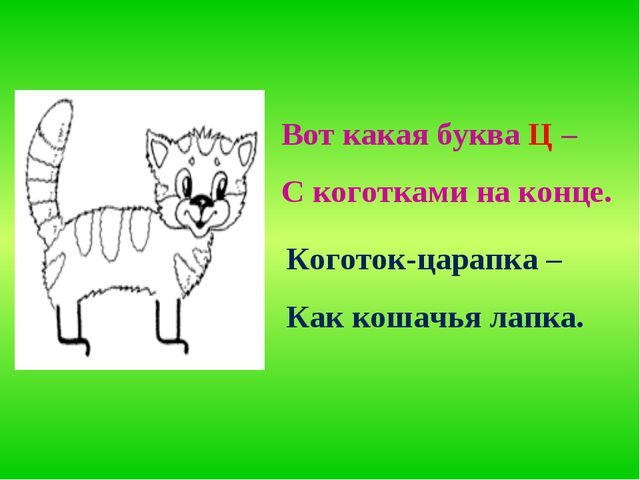 Вот какая буква Ц –
С коготками на конце.
Коготок-царапка –
Как кошачья лапка.